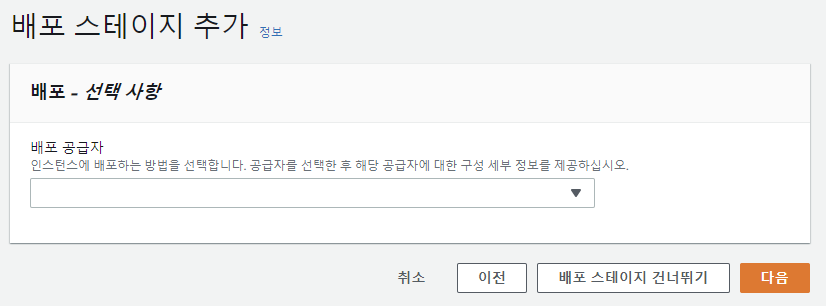 배포 스테이지 추가 정보
배포 - 선택 사항
배포 공급자
인스턴스에 배포하는 방법을 선택합니다. 공급자를 선택한 후 해당 공급자에 대한 구성 세부 정보를 제공하십시오.
취소 이전 배포 스테이지 건너뛰기 다음